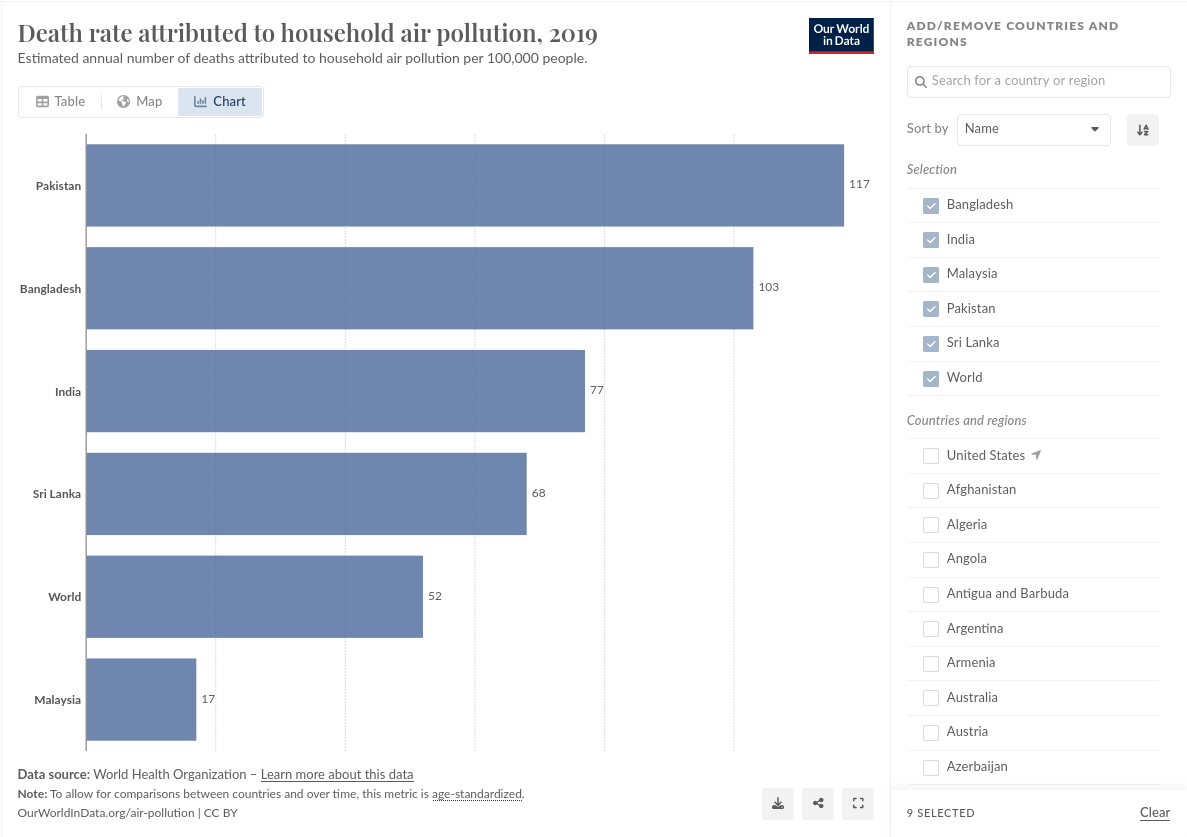 Death rate attributed to household air pollution, 2019
Estimated annual number of deaths attributed to household air pollution per 100,000 people.
Our World
in Data
Table
Map
Chart
Pakistan
117
Bangladesh
103
India
77
Sri Lanka
68
World
52
Malaysia
17
Data source: World Health Organization – Learn more about this data
Note: To allow for comparisons between countries and over time, this metric is age-standardized.
OurWorldInData.org/air-pollution | CC BY
ADD/REMOVE COUNTRIES AND
REGIONS
Search for a country or region
Sort by
Name
Selection
Bangladesh
India
Malaysia
Pakistan
Sri Lanka
World
Countries and regions
United States
Afghanistan
Algeria
Angola
Antigua and Barbuda
Argentina
Armenia
Australia
Austria
Azerbaijan
9 SELECTED
Clear